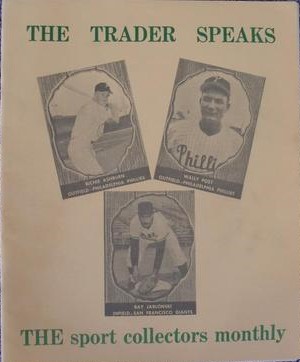 THE TRADER SPEAKS
RICHIE ASHBURN
OUTFIELD—PHILADELPHIA PHILLIES
Philli
WALLY POST
OUTFIELD—PHILADELPHIA PHILLIES
RAY JABLONSKI
INFIELD—SAN FRANCISCO GIANTS
THE sport collectors monthly